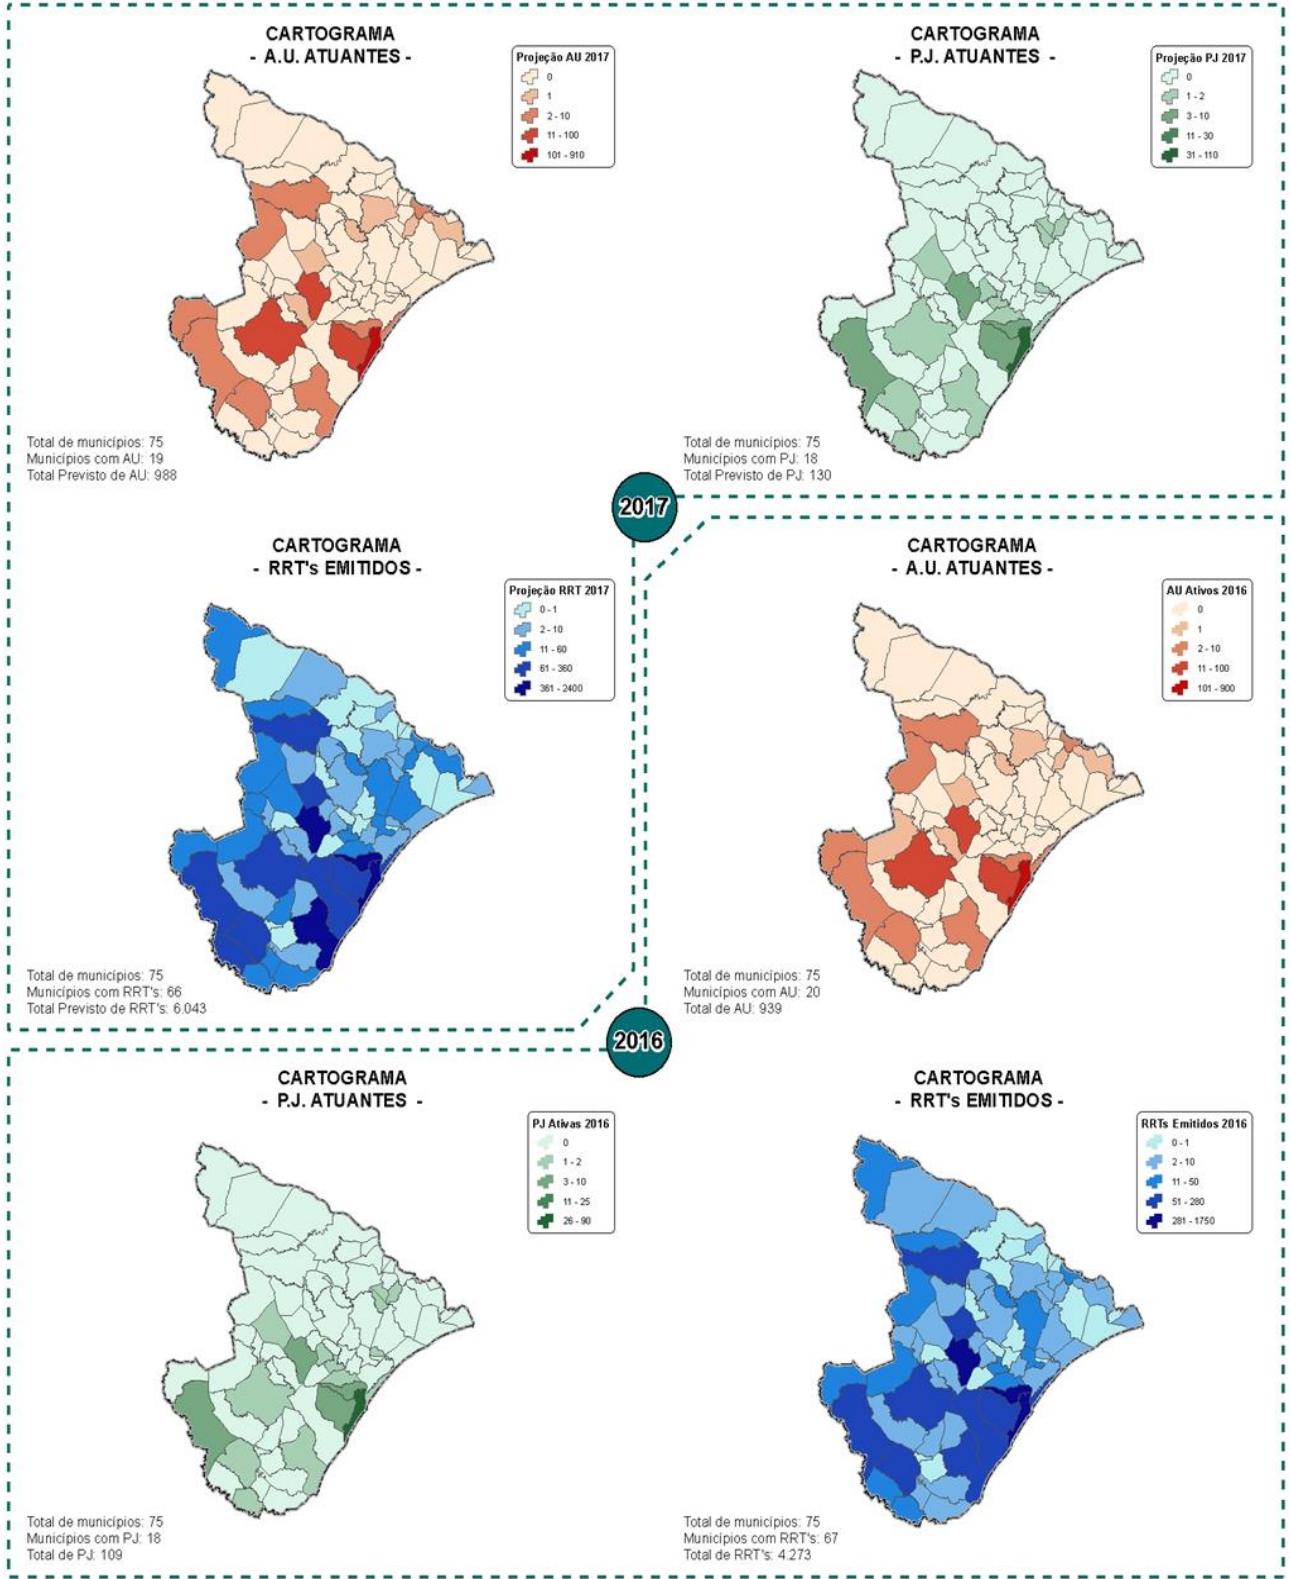 CARTOGRAMA
- A.U. ATUANTES -
Projeção AU 2017
0
1
2 - 10
11 - 100
101 - 910
Total de municípios: 75
Municípios com AU: 19
Total Previsto de AU: 988
CARTOGRAMA
- P.J. ATUANTES -
Projeção PJ 2017
0
1 - 2
3 - 10
11 - 30
31 - 110
Total de municípios: 75
Municípios com PJ: 18
Total Previsto de PJ: 130
2017
CARTOGRAMA
- RRT's EMITIDOS -
Projeção RRT 2017
0 - 1
2 - 10
11 - 60
61 - 360
361 - 2400
Total de municípios: 75
Municípios com RRT's: 66
Total Previsto de RRT's: 6.043
CARTOGRAMA
- A.U. ATUANTES -
AU Ativos 2016
0
1
2 - 10
11 - 100
101 - 900
Total de municípios: 75
Municípios com AU: 20
Total de AU: 939
2016
CARTOGRAMA
- P.J. ATUANTES -
PJ Ativas 2016
0
1 - 2
3 - 10
11 - 25
26 - 90
Total de municípios: 75
Municípios com PJ: 18
Total de PJ: 109
CARTOGRAMA
- RRT's EMITIDOS -
RRTs Emitidos 2016
0 - 1
2 - 10
11 - 50
51 - 280
281 - 1750
Total de municípios: 75
Municípios com RRT's: 67
Total de RRT's: 4.273